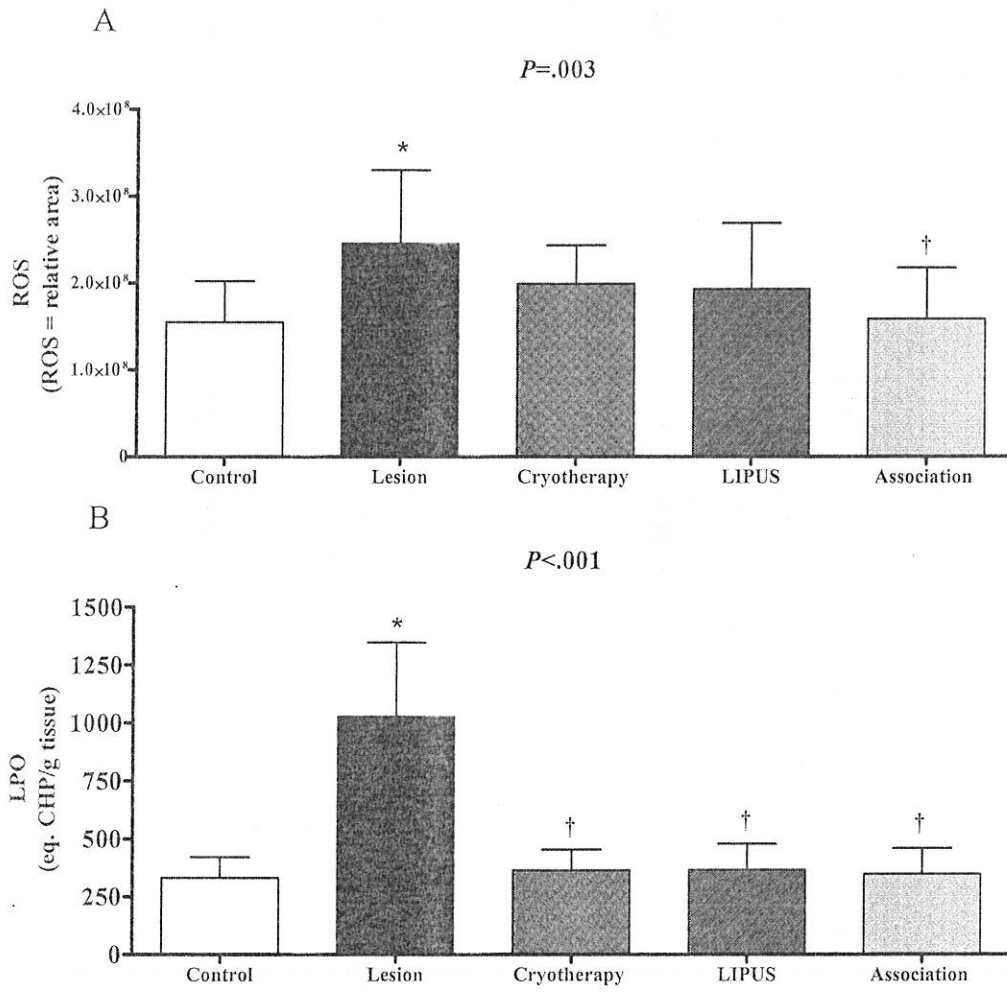 A
P=.003
ROS
(ROS = relative area)
4.0×10⁸
3.0×10⁸
2.0×10⁸
1.0×10⁸
0
*
†
Control Lesion Cryotherapy LIPUS Association
B
P<.001
LPO
(eq. CHP/g tissue)
1500
1250
1000
750
500
250
0
*
† † †
Control Lesion Cryotherapy LIPUS Association